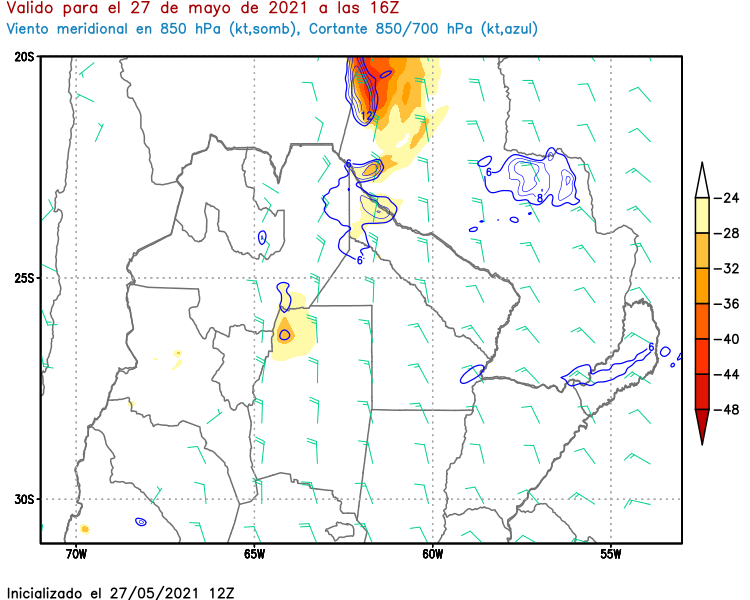 Valido para el 27 de mayo de 2021 a las 16Z
Viento meridional en 850 hPa (kt,somb), Cortante 850/700 hPa (kt,azul)
20S
12
6
6
8
6
-24
-28
-32
-36
-40
-44
-48
25S
6
30S
70W 65W 60W 55W
Inicializado el 27/05/2021 12Z